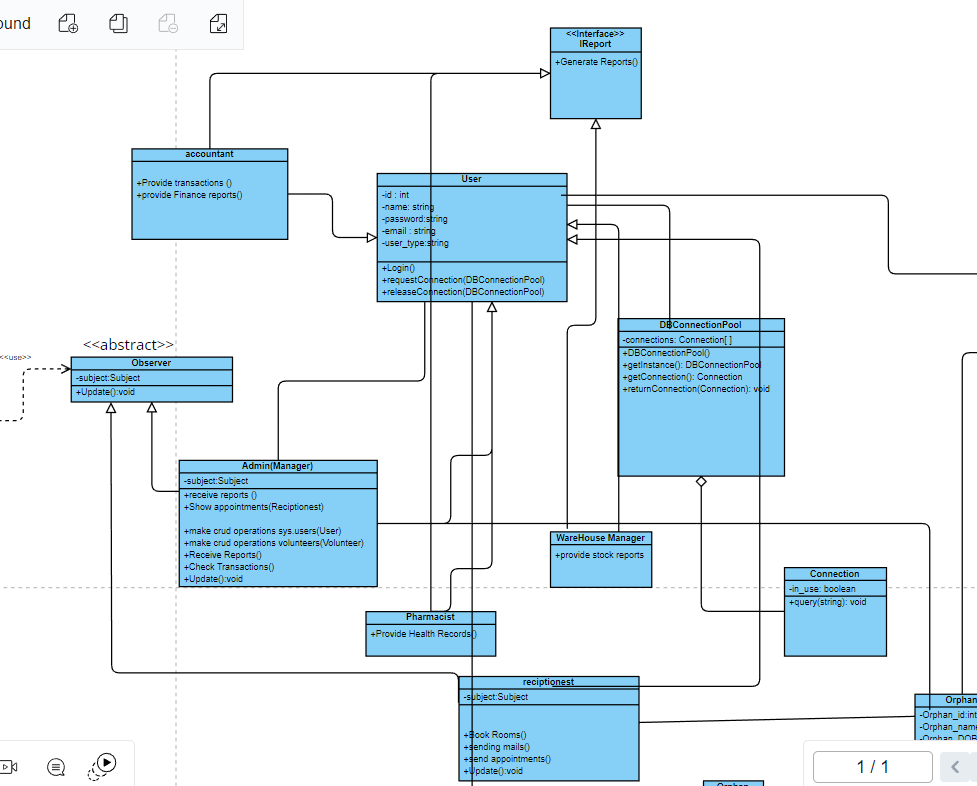 ound
<<Interface>>
IReport
+Generate Reports()
accountant
+Provide transactions ()
+provide Finance reports()
User
-id : int
-name: string
-password:string
-email : string
-user_type:string
+Login()
+requestConnection(DBConnectionPool)
+releaseConnection(DBConnectionPool)
DBConnectionPool
-connections: Connection[ ]
+DBConnectionPool()
+getInstance(): DBConnectionPool
+getConnection(): Connection
+returnConnection(Connection): void
<<abstract>>
<<use>>
Observer
-subject:Subject
+Update():void
Admin(Manager)
-subject:Subject
+receive reports ()
+Show appointments(Reciptionest)
+make crud operations sys.users(User)
+make crud operations volunteers(Volunteer)
+Receive Reports()
+Check Transactions()
+Update():void
WareHouse Manager
+provide stock reports
Connection
-in_use: boolean
+query(string): void
Pharmacist
+Provide Health Records()
reciptionest
-subject:Subject
+Book Rooms()
+sending mails()
+send appointments()
+Update():void
Orphan
-Orphan_id:int
-Orphan_name
-Orphan_DOB
Orphan
1 / 1